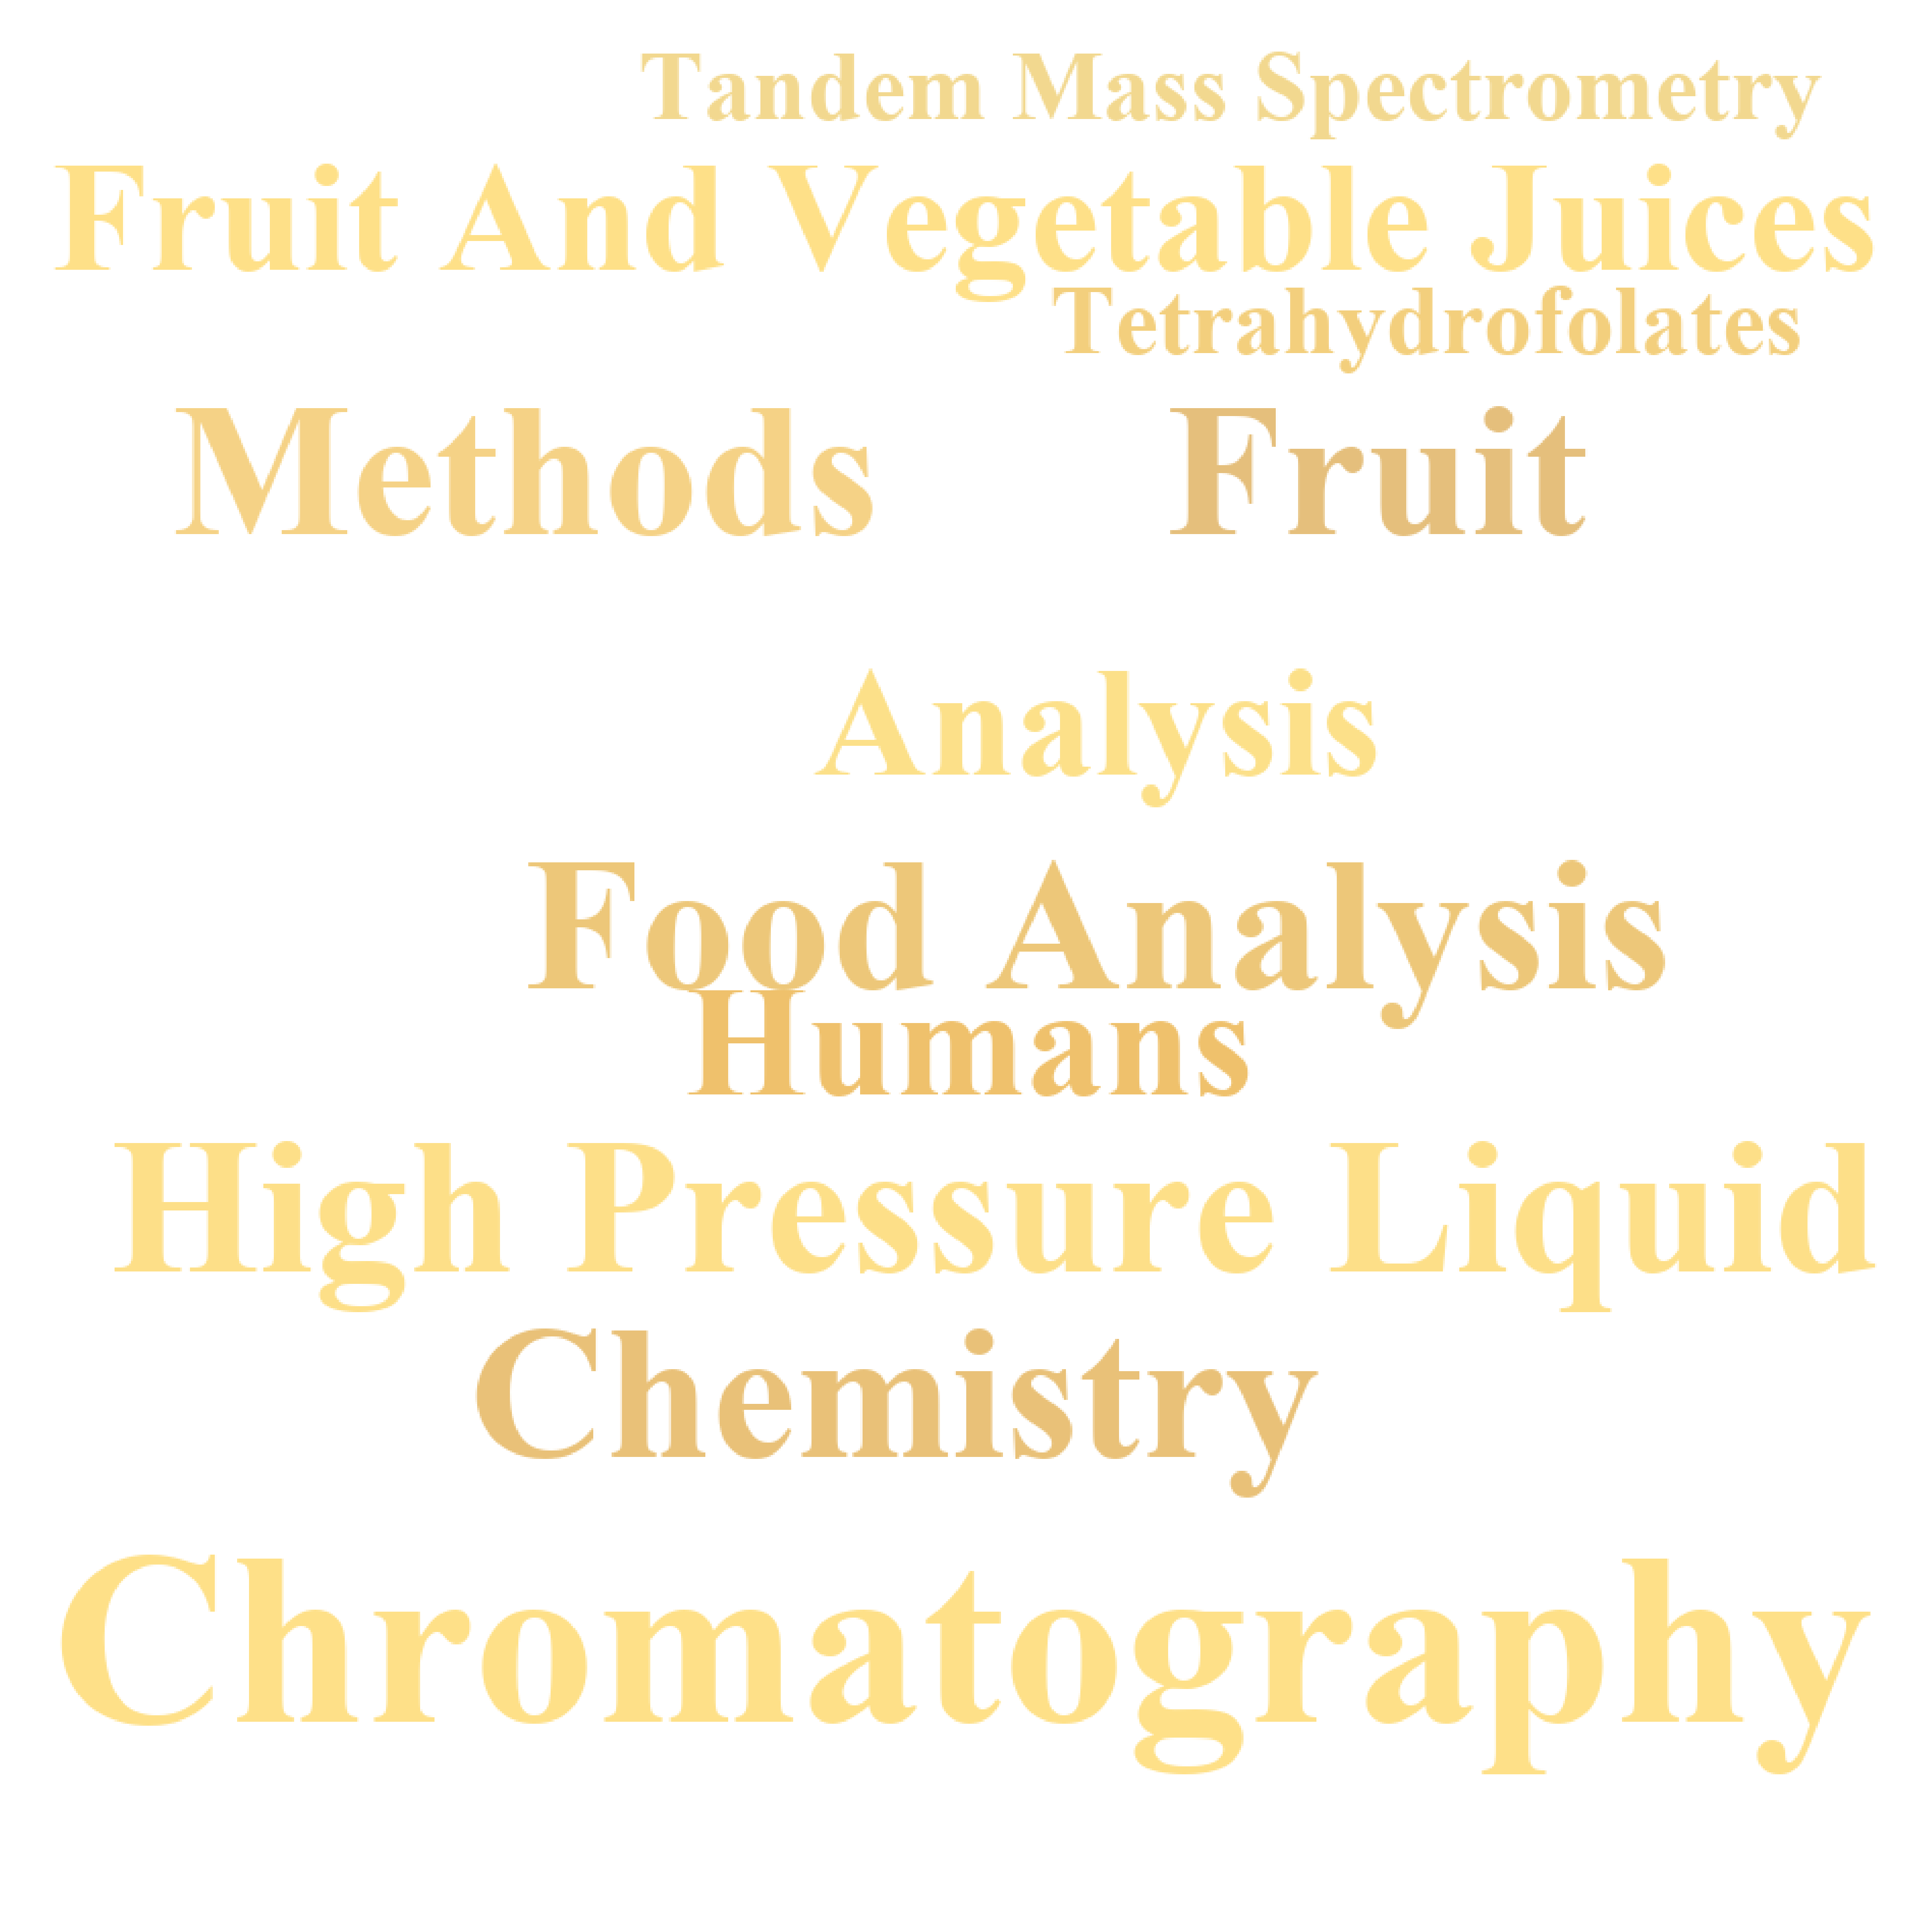 Tandem Mass Spectrometry
Fruit And Vegetable Juices
Tetrahydrofolates
Methods Fruit
Analysis
Food Analysis
Humans
High Pressure Liquid
Chemistry
Chromatography